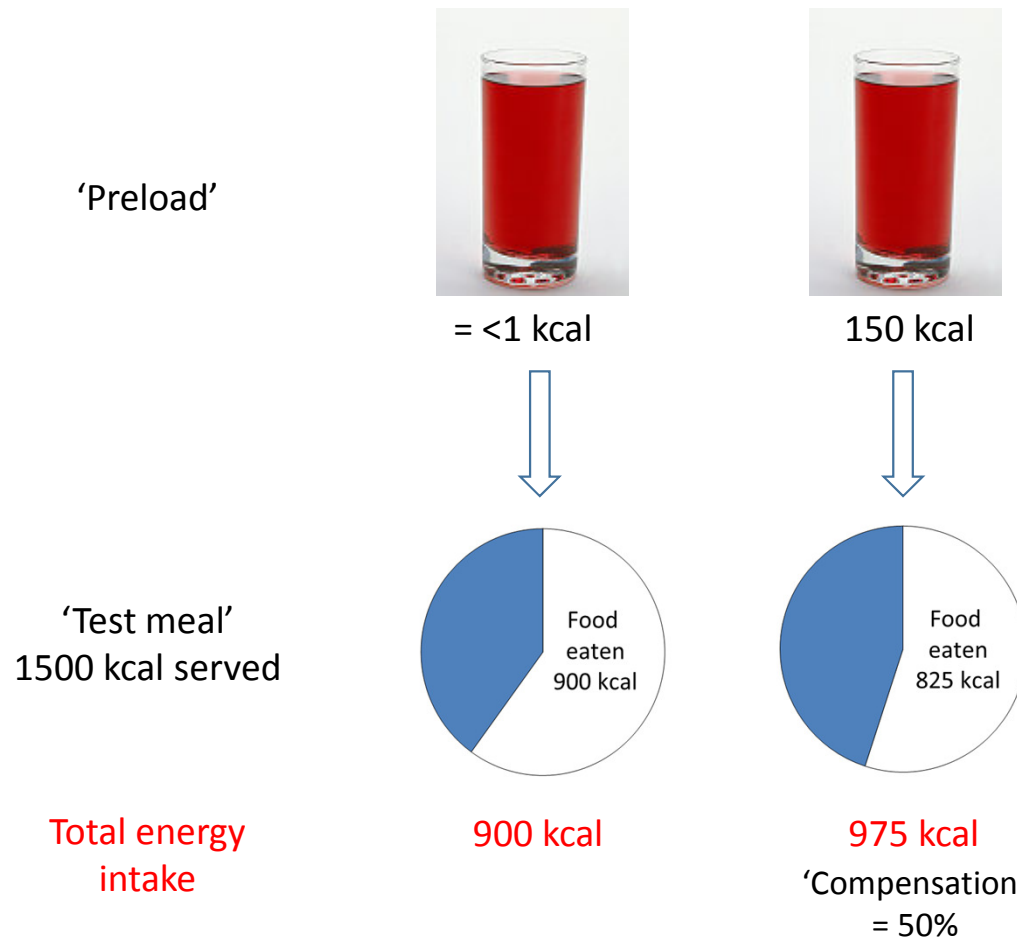 ‘Preload’
= <1 kcal
150 kcal
‘Test meal’
1500 kcal served
Food
eaten
900 kcal
Food
eaten
825 kcal
Total energy
intake
900 kcal
975 kcal
‘Compensation
= 50%